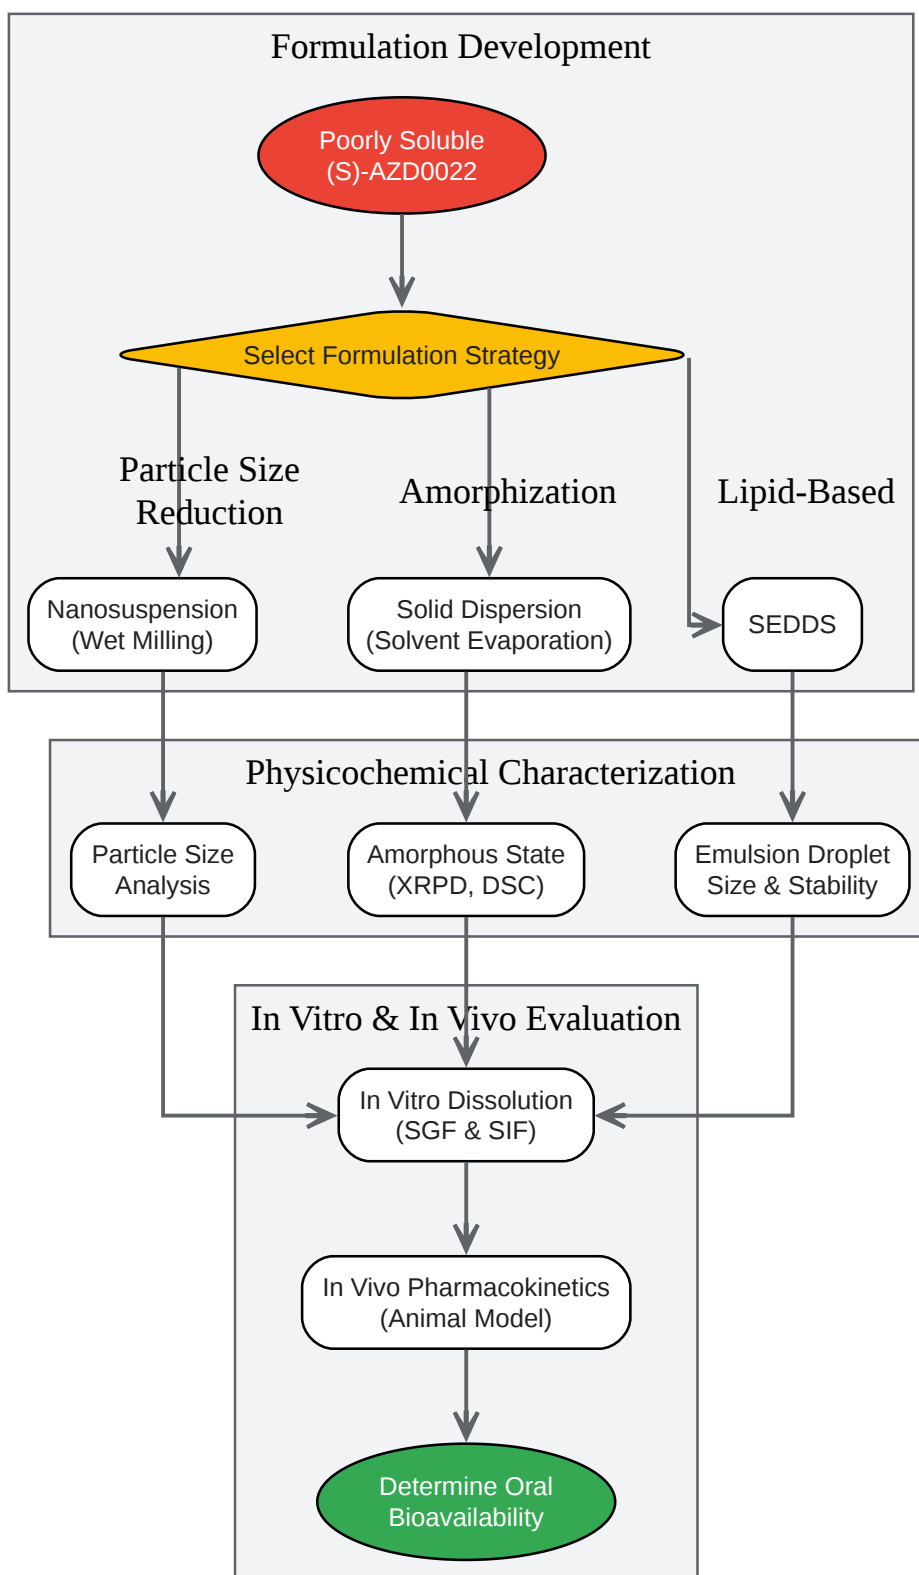 Formulation Development
Poorly Soluble
(S)-AZD0022
Select Formulation Strategy
Particle Size
Reduction
Amorphization
Lipid-Based
Nanosuspension
(Wet Milling)
Solid Dispersion
(Solvent Evaporation)
SEDDS
Physicochemical Characterization
Particle Size
Analysis
Amorphous State
(XRPD, DSC)
Emulsion Droplet
Size & Stability
In Vitro & In Vivo Evaluation
In Vitro Dissolution
(SGF & SIF)
In Vivo Pharmacokinetics
(Animal Model)
Determine Oral
Bioavailability